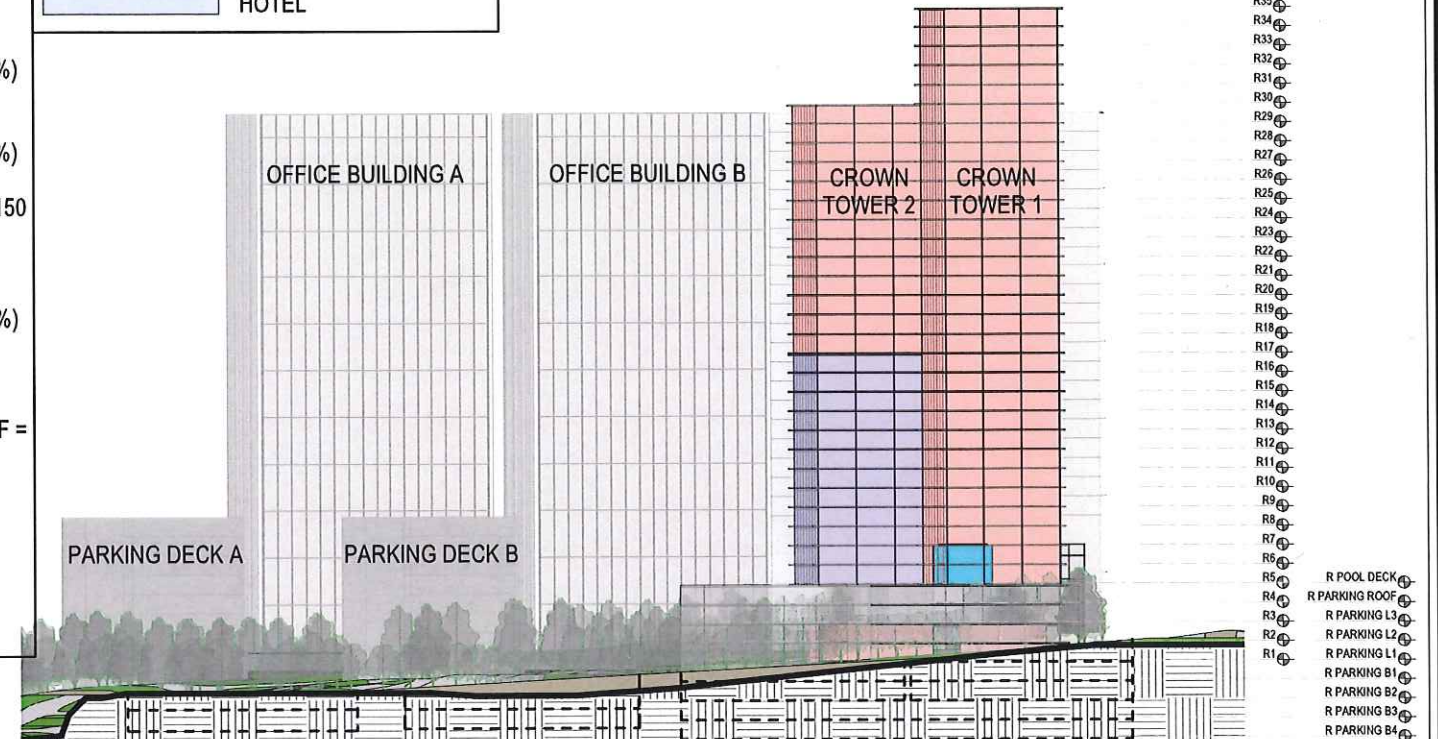 HOTEL
%)
%)
150
%)
F =
OFFICE BUILDING A
OFFICE BUILDING B
CROWN
TOWER 2
CROWN
TOWER 1
PARKING DECK A
PARKING DECK B
R35
R34
R33
R32
R31
R30
R29
R28
R27
R26
R25
R24
R23
R22
R21
R20
R19
R18
R17
R16
R15
R14
R13
R12
R11
R10
R9
R8
R7
R6
R5
R4
R3
R2
R1
R POOL DECK
R PARKING ROOF
R PARKING L3
R PARKING L2
R PARKING L1
R PARKING B1
R PARKING B2
R PARKING B3
R PARKING B4